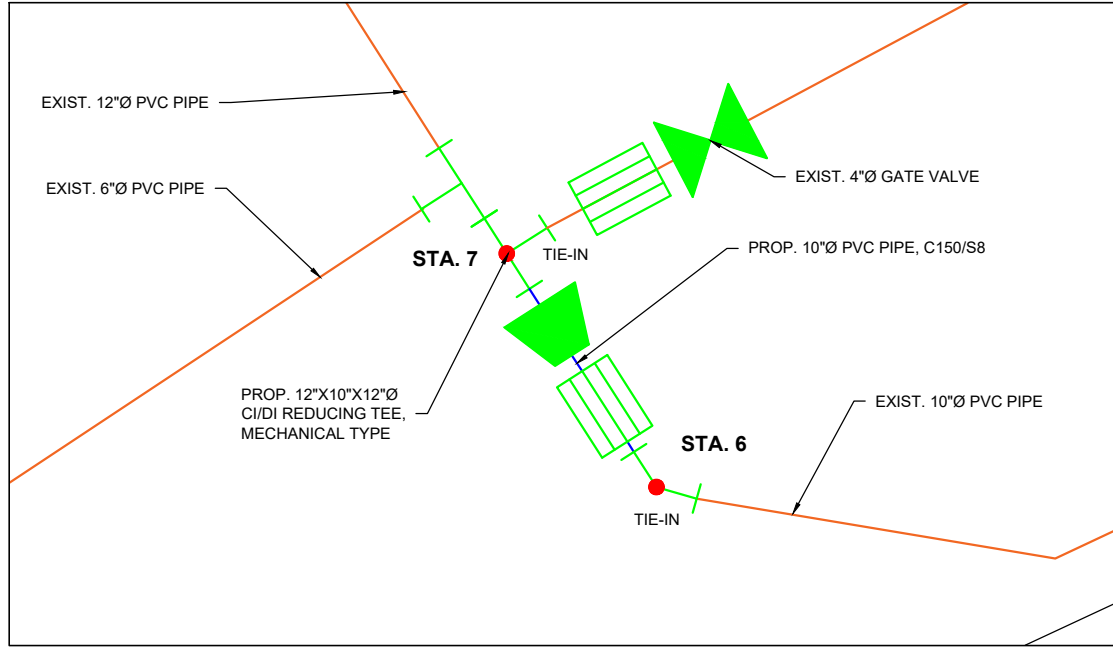 EXIST. 12"Ø PVC PIPE
EXIST. 6"Ø PVC PIPE
EXIST. 4"Ø GATE VALVE
STA. 7
TIE-IN
PROP. 10"Ø PVC PIPE, C150/S8
PROP. 12"X10"X12"Ø
CI/DI REDUCING TEE,
MECHANICAL TYPE
EXIST. 10"Ø PVC PIPE
STA. 6
TIE-IN